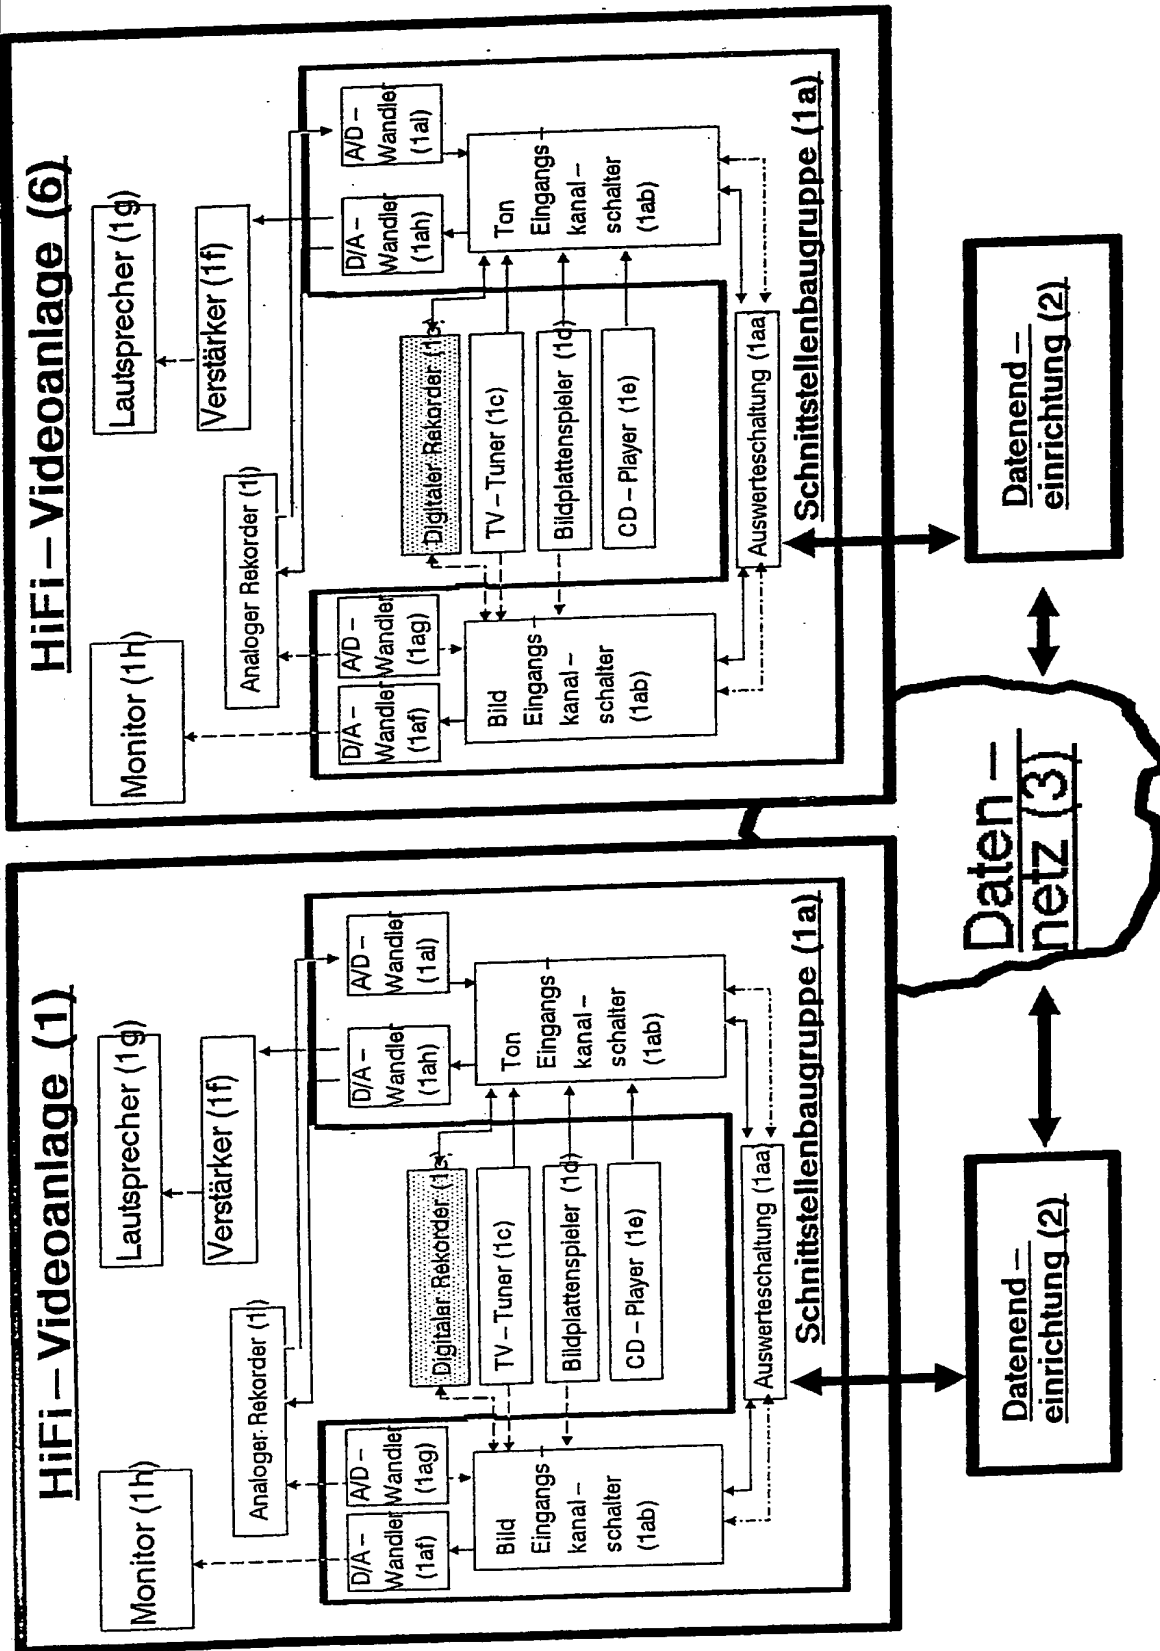 HiFi – Videoanlage (1)
Monitor (1h)
Lautsprecher (1g)
Verstärker (1f)
Analoger Rekorder (1i)
D/A –
Wandler
(1af)
A/D –
Wandler
(1ag)
D/A –
Wandler
(1ah)
A/D –
Wandler
(1al)
Bild
Eingangs –
kanal –
schalter
(1ab)
Digitaler Rekorder
TV – Tuner (1c)
Bildplattenspieler (1d)
CD – Player (1e)
Ton
Eingangs –
kanal –
schalter
(1ab)
Auswerteschaltung (1aa)
Schnittstellenbaugruppe (1a)
Datenend –
einrichtung (2)
Daten –
netz (3)
HiFi – Videoanlage (6)
Monitor (1h)
Lautsprecher (1g)
Verstärker (1f)
Analoger Rekorder (1i)
D/A –
Wandler
(1af)
A/D –
Wandler
(1ag)
D/A –
Wandler
(1ah)
A/D –
Wandler
(1al)
Bild
Eingangs –
kanal –
schalter
(1ab)
Digitaler Rekorder
TV – Tuner (1c)
Bildplattenspieler (1d)
CD – Player (1e)
Ton
Eingangs –
kanal –
schalter
(1ab)
Auswerteschaltung (1aa)
Schnittstellenbaugruppe (1a)
Datenend –
einrichtung (2)